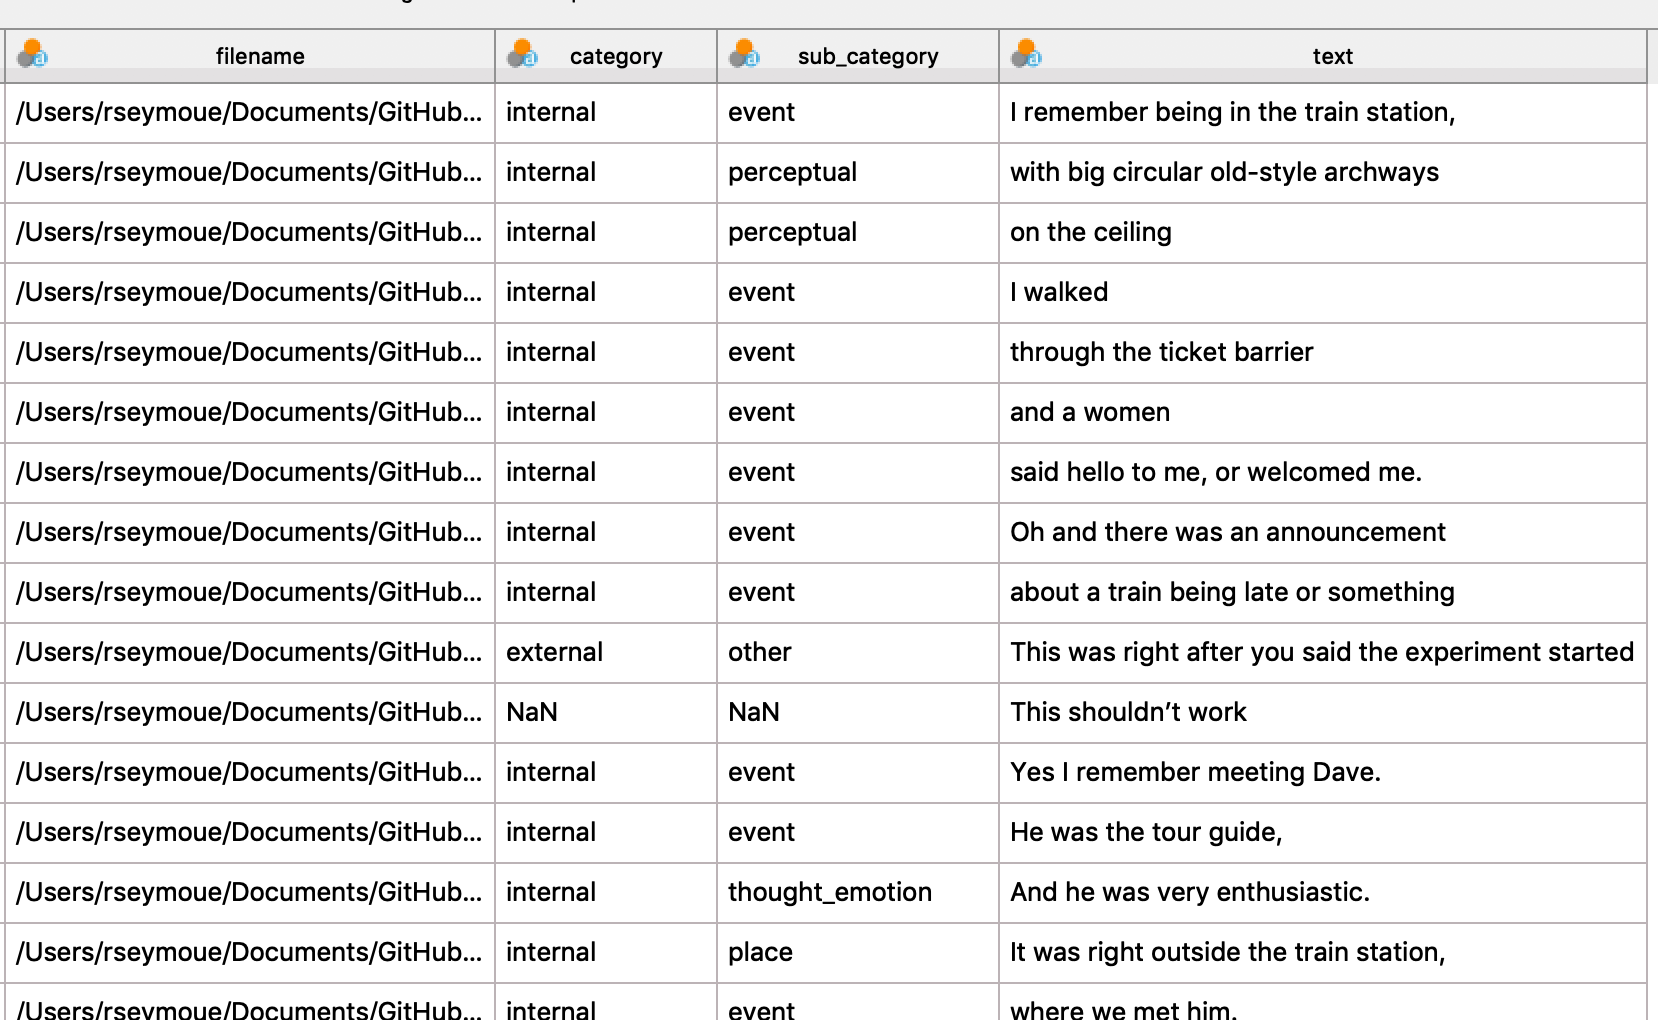 filename category sub_category text
/Users/rseymoue/Documents/GitHub... internal event I remember being in the train station,
/Users/rseymoue/Documents/GitHub... internal perceptual with big circular old-style archways
/Users/rseymoue/Documents/GitHub... internal perceptual on the ceiling
/Users/rseymoue/Documents/GitHub... internal event I walked
/Users/rseymoue/Documents/GitHub... internal event through the ticket barrier
/Users/rseymoue/Documents/GitHub... internal event and a women
/Users/rseymoue/Documents/GitHub... internal event said hello to me, or welcomed me.
/Users/rseymoue/Documents/GitHub... internal event Oh and there was an announcement
/Users/rseymoue/Documents/GitHub... internal event about a train being late or something
/Users/rseymoue/Documents/GitHub... external other This was right after you said the experiment started
/Users/rseymoue/Documents/GitHub... NaN NaN This shouldn’t work
/Users/rseymoue/Documents/GitHub... internal event Yes I remember meeting Dave.
/Users/rseymoue/Documents/GitHub... internal event He was the tour guide,
/Users/rseymoue/Documents/GitHub... internal thought_emotion And he was very enthusiastic.
/Users/rseymoue/Documents/GitHub... internal place It was right outside the train station,
/Users/rseymoue/Documents/GitHub... internal event where we met him.